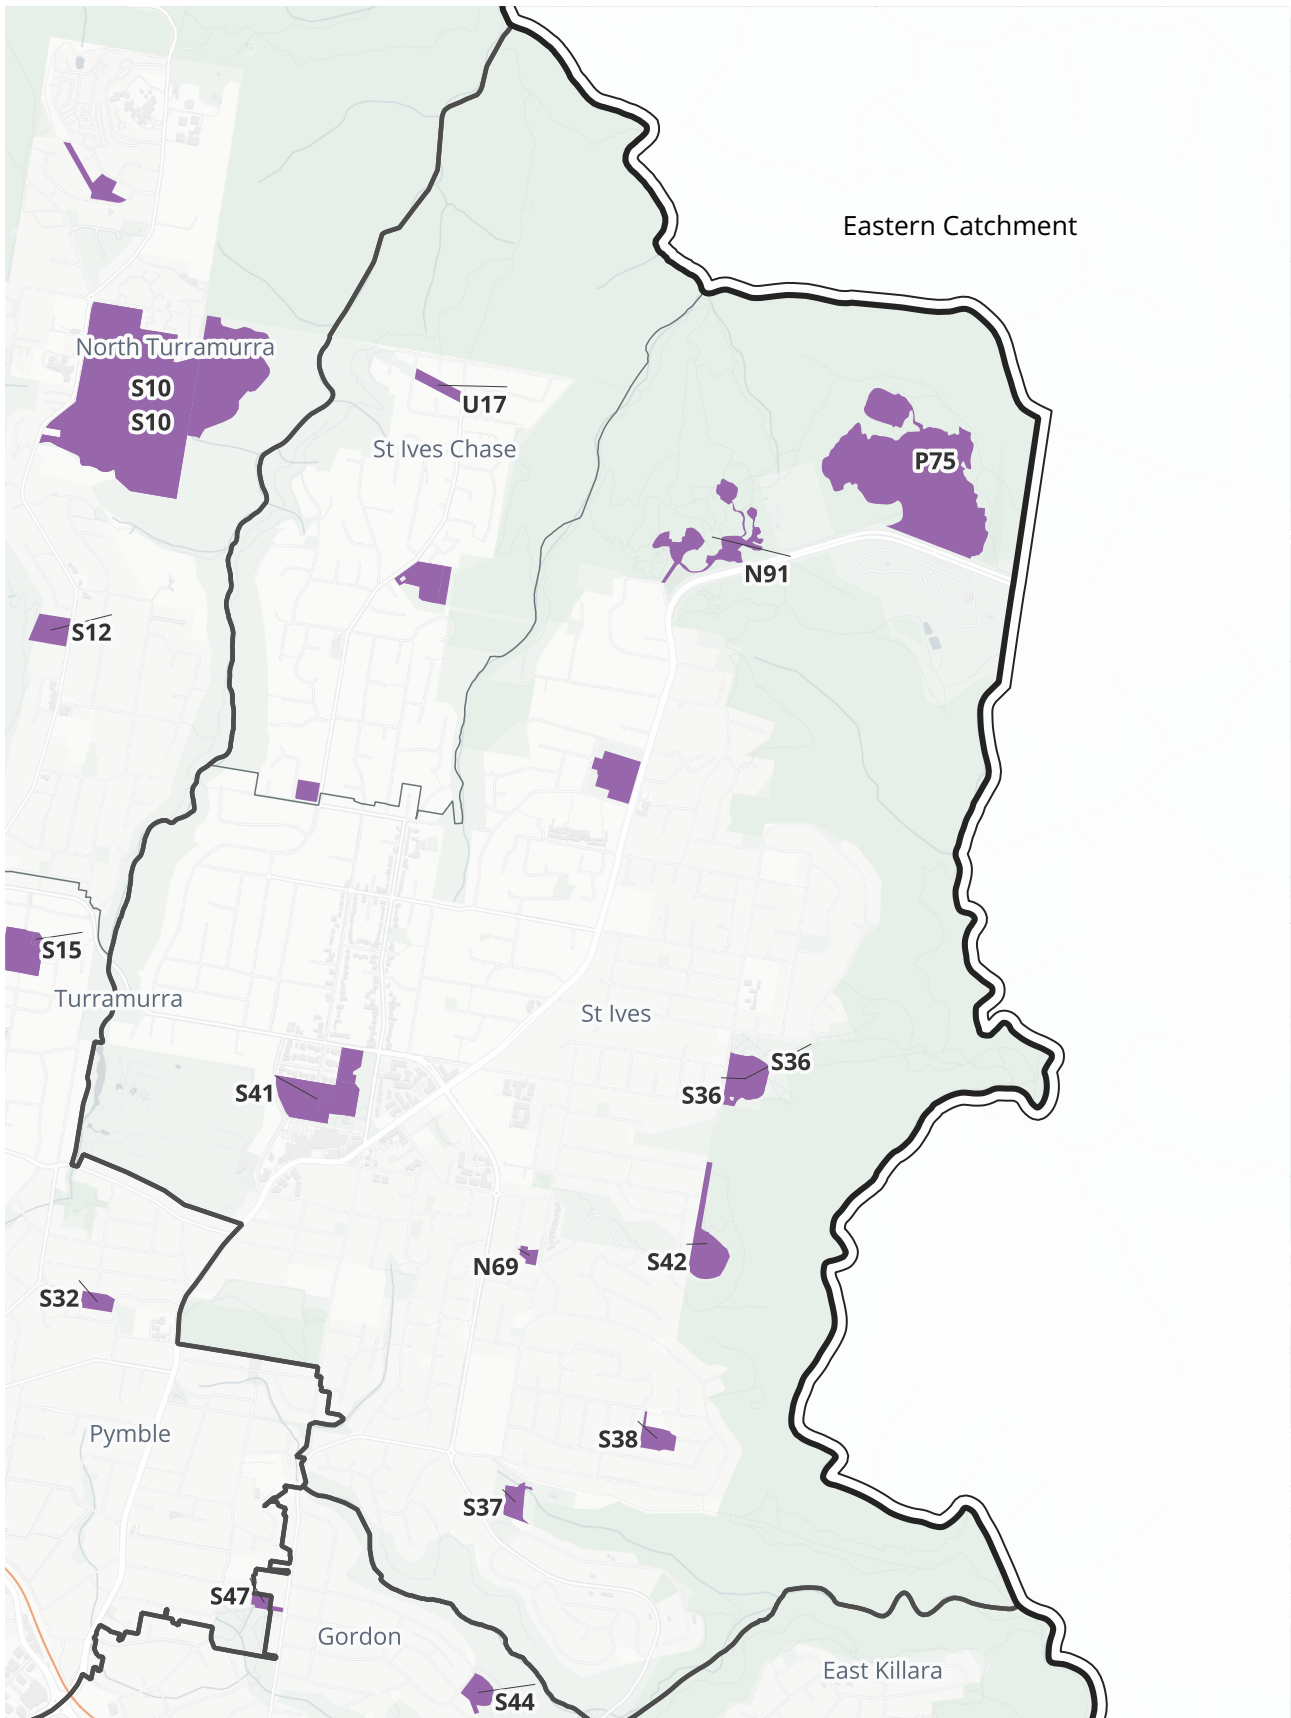 Eastern Catchment
North Turramurra
S10
S10
U17
St Ives Chase
P75
N91
S12
S15
Turramurra
St Ives
S36
S36
S41
S42
N69
S32
Pymble
S38
S37
S47
Gordon
East Killara
S44